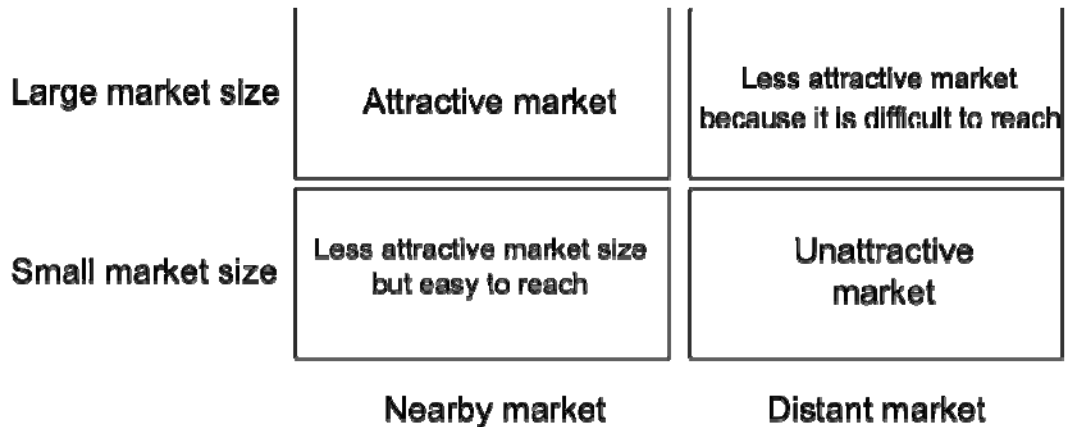 Large market size
Attractive market
Less attractive market
because it is difficult to reach
Small market size
Less attractive market size
but easy to reach
Unattractive
market
Nearby market
Distant market